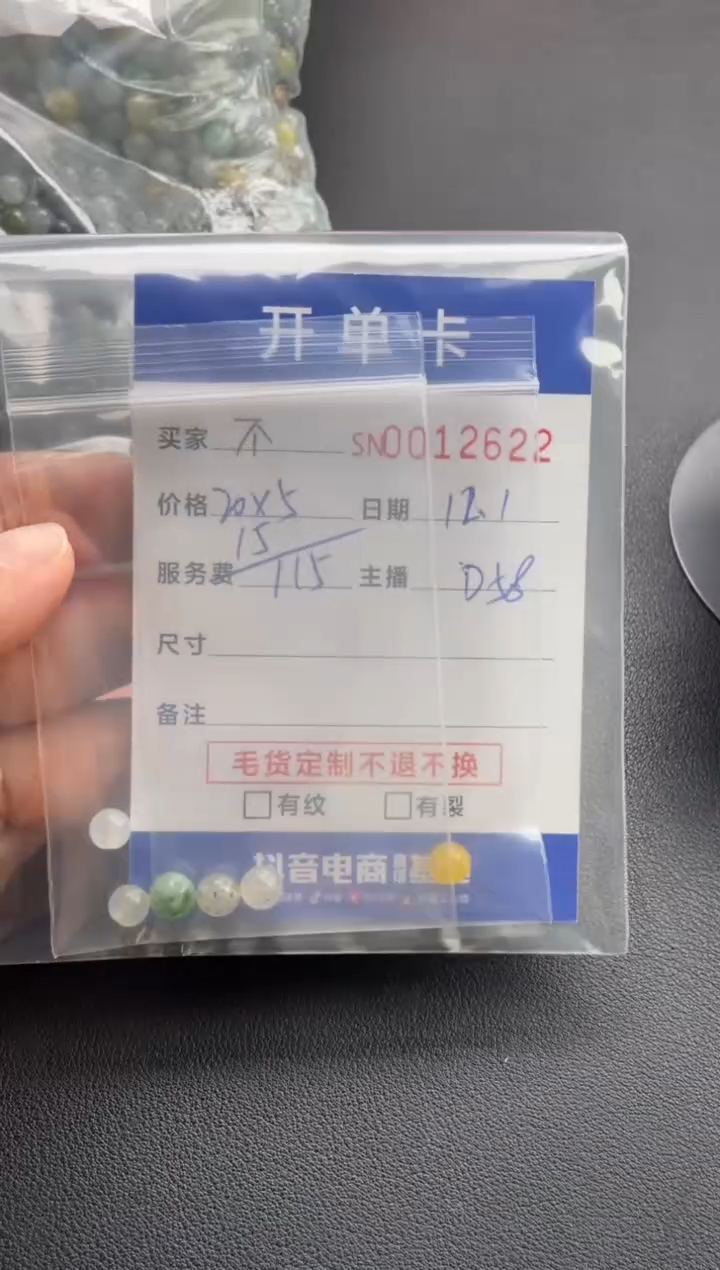 开单卡
买家 不 SN0012622
价格 20x5 日期 12.1
15
服务费 115 主播 D58
尺寸
备注
毛货定制不退不换
有纹 有裂
抖音电商 基地